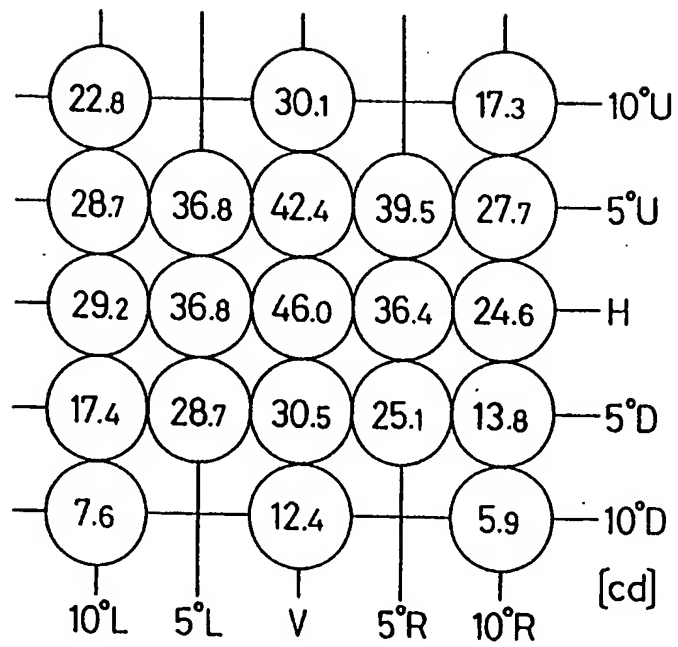 22.8 30.1 17.3 10°U
28.7 36.8 42.4 39.5 27.7 5°U
29.2 36.8 46.0 36.4 24.6 H
17.4 28.7 30.5 25.1 13.8 5°D
7.6 12.4 5.9 10°D
[cd]
10°L 5°L V 5°R 10°R